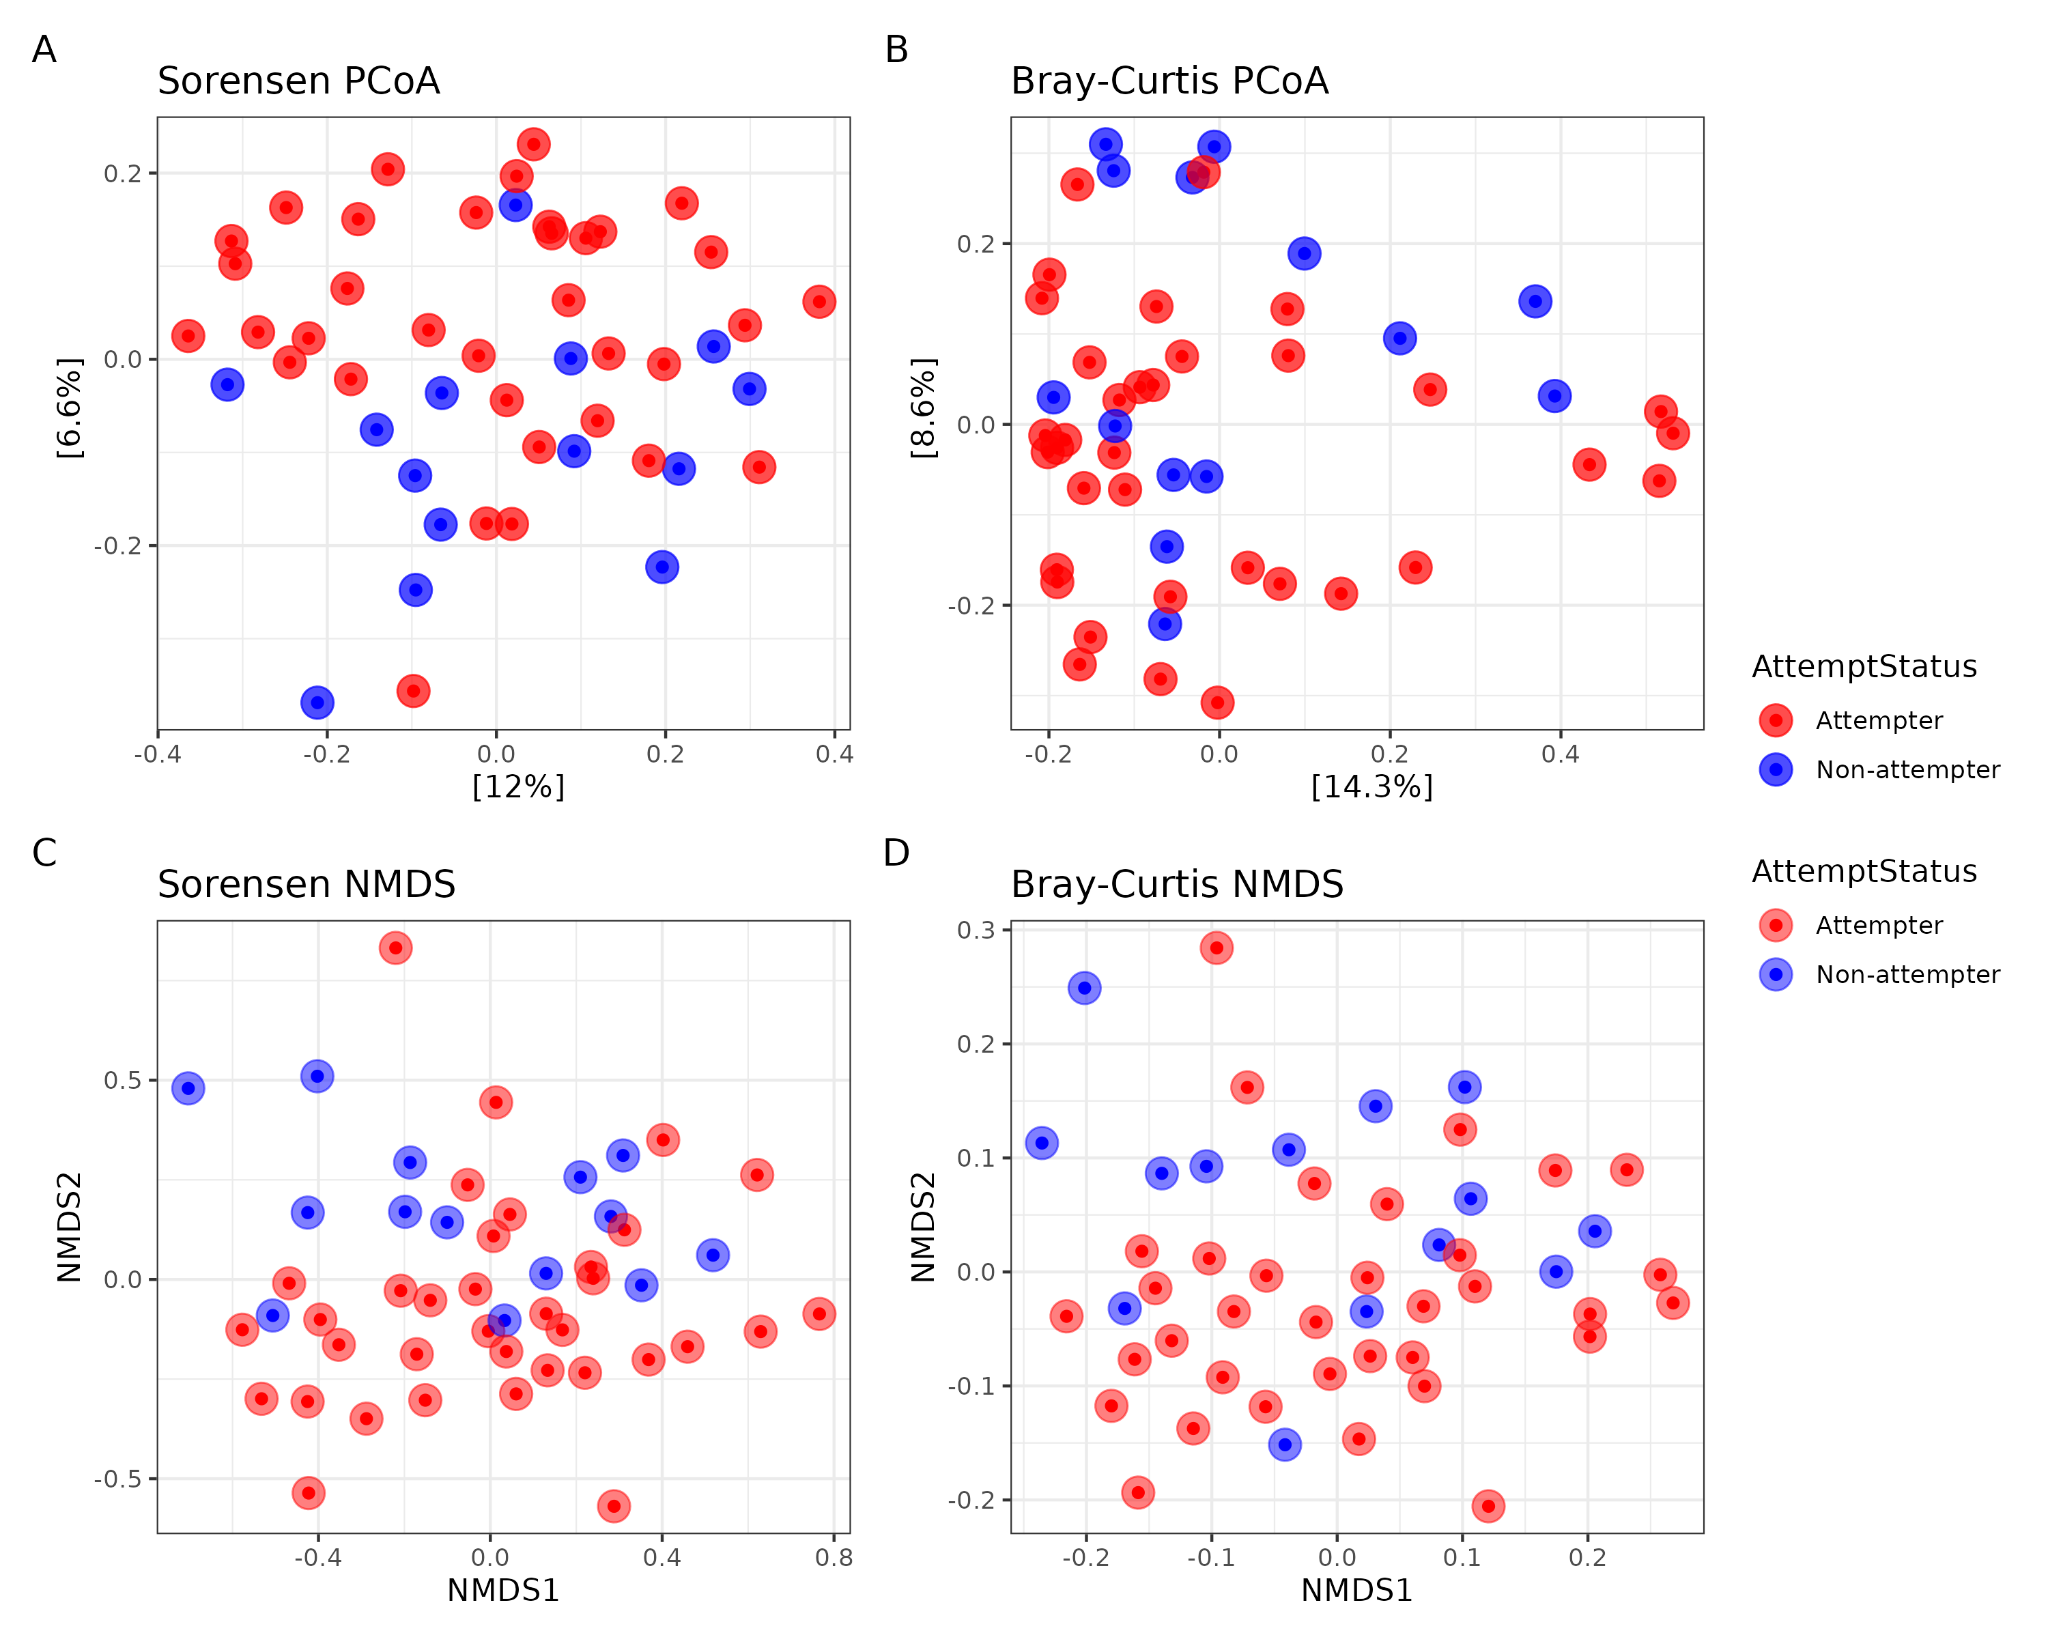 A
Sorensen PCoA
0.2
0.0
-0.2
[6.6%]
-0.4 -0.2 0.0 0.2 0.4
[12%]
B
Bray-Curtis PCoA
0.2
0.0
-0.2
[8.6%]
-0.2 0.0 0.2 0.4
[14.3%]
AttemptStatus
Attempter
Non-attempter
C
Sorensen NMDS
0.5
0.0
-0.5
NMDS2
-0.4 0.0 0.4 0.8
NMDS1
D
Bray-Curtis NMDS
0.3
0.2
0.1
0.0
-0.1
-0.2
NMDS2
-0.2 -0.1 0.0 0.1 0.2
NMDS1
AttemptStatus
Attempter
Non-attempter